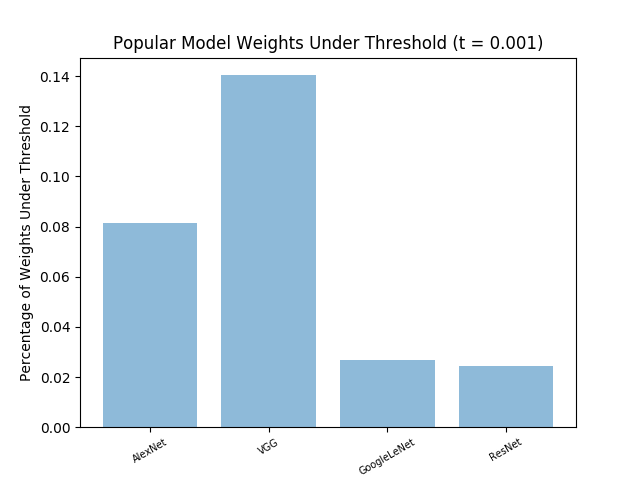 Popular Model Weights Under Threshold (t = 0.001)
Percentage of Weights Under Threshold
0.14
0.12
0.10
0.08
0.06
0.04
0.02
0.00
AlexNet
VGG
GoogleLeNet
ResNet